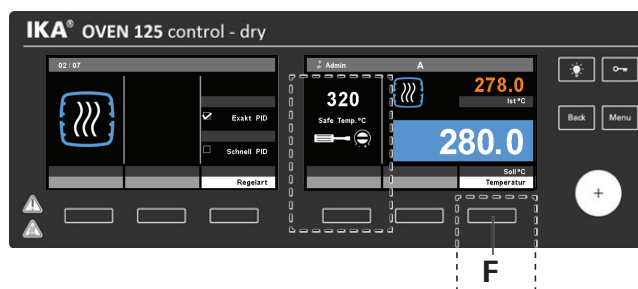 IKA® OVEN 125 control - dry
02:07
Exakt PID
Schnell PID
Regelart
Admin
A
320
Safe Temp.°C
278.0
Ist°C
280.0
Soll°C
Temperatur
Back
Menu
+
F